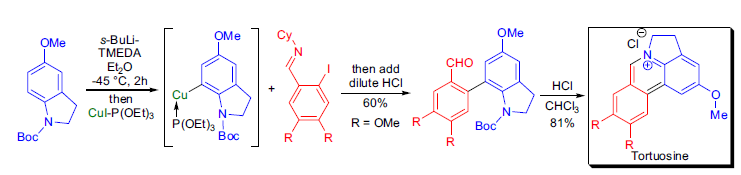 OMe
N
Boc
s-BuLi-
TMEDA
Et₂O
-45 °C, 2h
then
CuI-P(OEt)₃
OMe
Cu
P(OEt)₃
N
Boc
+
Cy
N
I
R
R
then add
dilute HCl
60%
R = OMe
OMe
CHO
N
Boc
R
R
HCl
CHCl₃
81%
Cl⊖
N
+
O
Me
R
R
Tortuosine